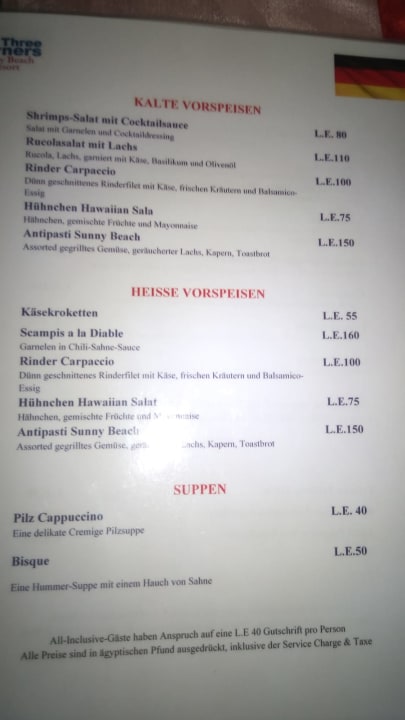 Three
rners
y Beach
sort
KALTE VORSPEISEN
Shrimps-Salat mit Cocktailsauce L.E. 80
Salat mit Garnelen und Cocktaildressing
Rucolasalat mit Lachs L.E.110
Rucola, Lachs, garniert mit Käse, Basilikum und Olivenöl
Rinder Carpaccio L.E.100
Dünn geschnittenes Rinderfilet mit Käse, frischen Kräutern und Balsamico-
Essig
Hühnchen Hawaiian Sala L.E.75
Hähnchen, gemischte Früchte und Mayonnaise
Antipasti Sunny Beach L.E.150
Assorted gegrilltes Gemüse, geräucherter Lachs, Kapern, Toastbrot
HEISSE VORSPEISEN
Käsekroketten L.E. 55
Scampis a la Diable L.E.160
Garnelen in Chili-Sahne-Sauce
Rinder Carpaccio L.E.100
Dünn geschnittenes Rinderfilet mit Käse, frischen Kräutern und Balsamico-
Essig
Hühnchen Hawaiian Salat L.E.75
Hähnchen, gemischte Früchte und
Antipasti Sunny Beach L.E.150
Assorted gegrilltes Gemüse, Lachs, Kapern, Toastbrot
SUPPEN
Pilz Cappuccino L.E. 40
Eine delikate Cremige Pilzsuppe
Bisque L.E.50
Eine Hummer-Suppe mit einem Hauch von Sahne
All-Inclusive-Gäste haben Anspruch auf eine L.E 40 Gutschrift pro Person
Alle Preise sind in ägyptischen Pfund ausgedrückt, inklusive der Service Charge & Taxe